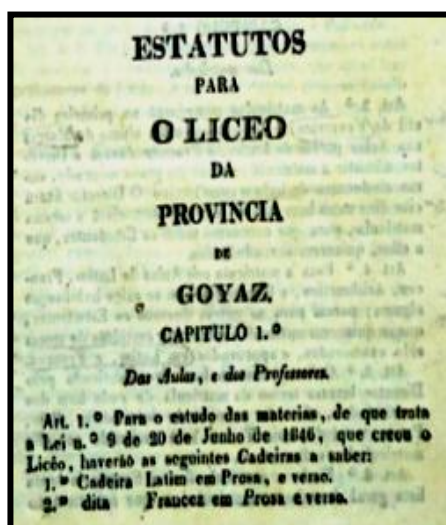 ESTATUTOS
PARA
O LICEO
DA
PROVINCIA
DE
GOYAZ.
CAPITULO 1.º
Das Aulas, e dos Professores.
Art. 1.º Para o estudo das materias, de que trata
a Lei n.º 9 de 20 de Junho de 1846, que creou o
Licêo, haverão as seguintes Cadeiras a saber:
1.ª Cadeira Latim em Prosa, e verso.
2.ª dita Francez em Prosa e verso.